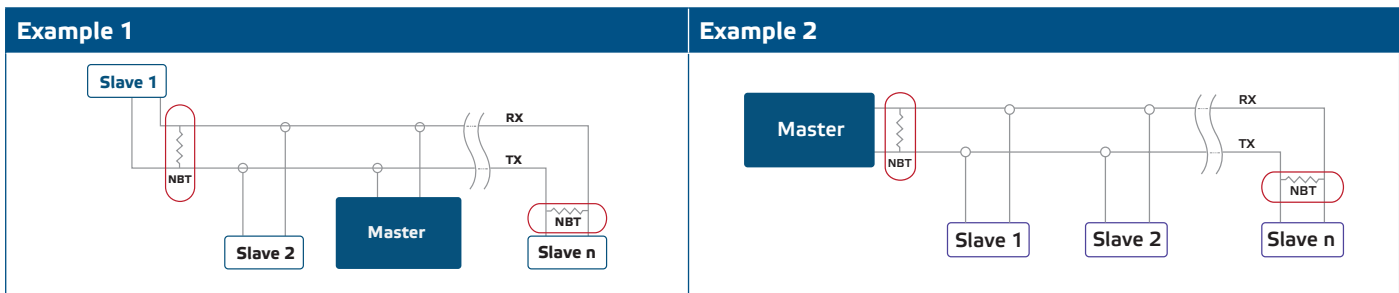 Example 1
Slave 1
RX
TX
NBT
NBT
Master
Slave 2
Slave n
Example 2
Master
RX
TX
NBT
NBT
Slave 1
Slave 2
Slave n